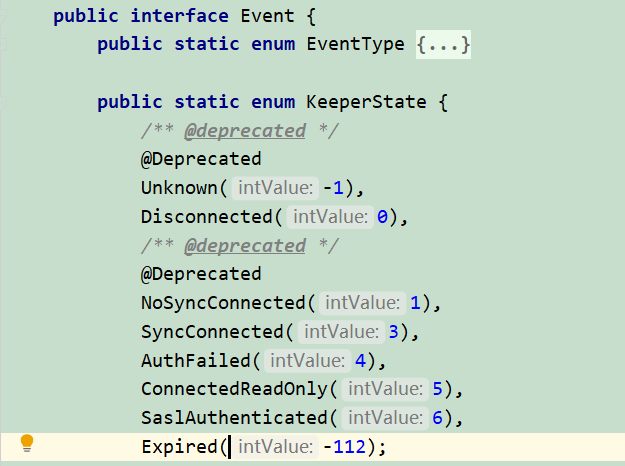 public interface Event {
public static enum EventType {...}
public static enum KeeperState {
/** @deprecated */
@Deprecated
Unknown( intValue: -1),
Disconnected( intValue: 0),
/** @deprecated */
@Deprecated
NoSyncConnected( intValue: 1),
SyncConnected( intValue: 3),
AuthFailed( intValue: 4),
ConnectedReadOnly( intValue: 5),
SaslAuthenticated( intValue: 6),
Expired( intValue: -112);